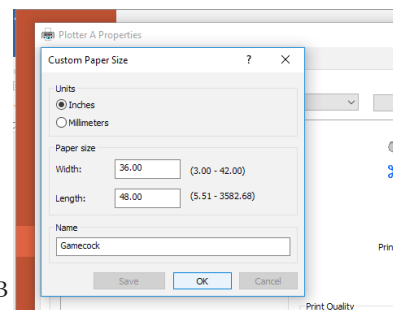 Plotter A Properties
Custom Paper Size ? X
Units
Inches
Millimeters
Paper size
Width: 36.00 (3.00 - 42.00)
Length: 48.00 (5.51 - 3582.68)
Name
Gamecock
Save OK Cancel
Prin
Print Quality